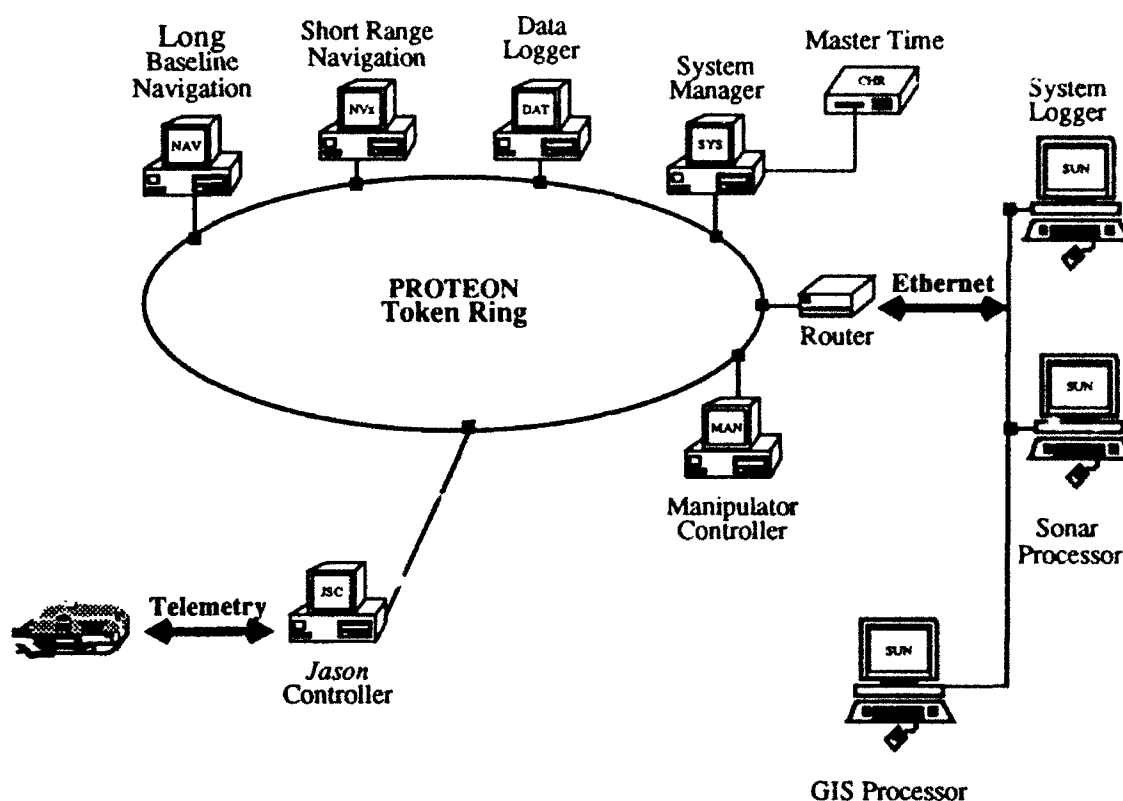 Long
Baseline
Navigation
NAV
Short Range
Navigation
NVx
Data
Logger
DAT
System
Manager
SYS
Master Time
CHR
System
Logger
SUN
PROTEON
Token Ring
Router
Ethernet
SUN
Sonar
Processor
MAN
Manipulator
Controller
Telemetry
JSC
Jason
Controller
SUN
GIS Processor